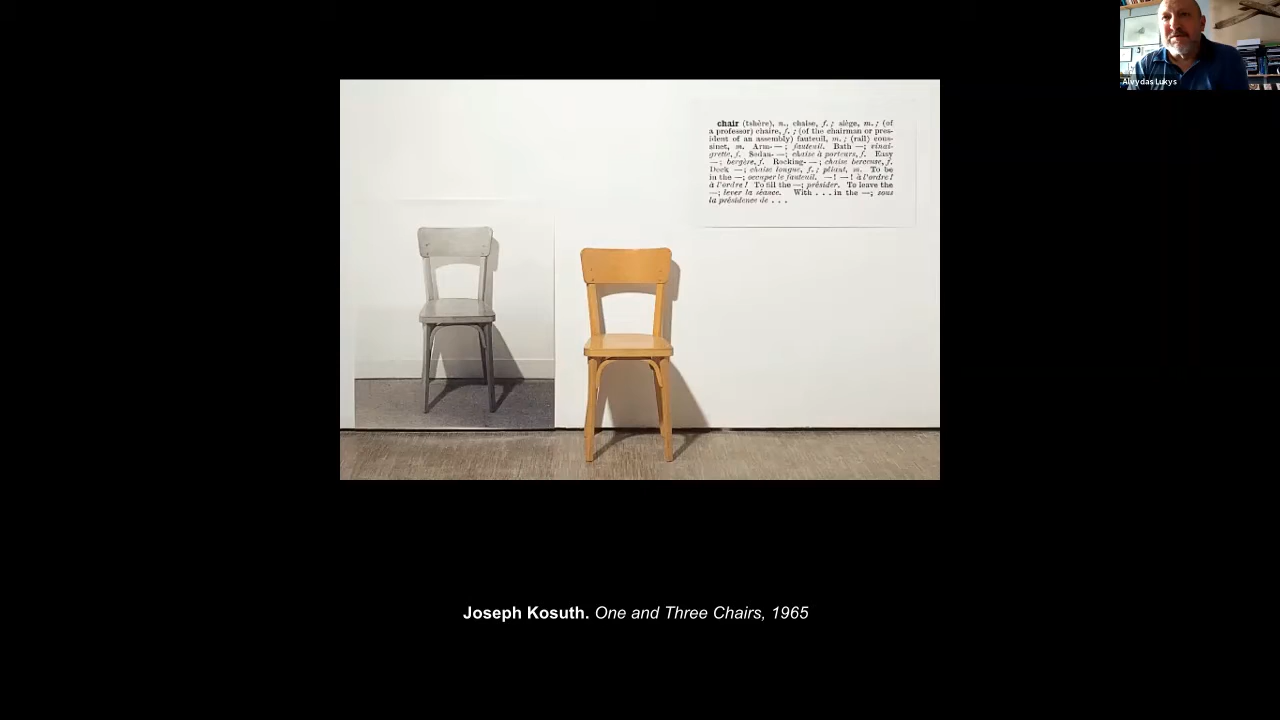 Alvydas Lukys
chair (tshère), n., chaise, f. ; siège, m. ; (of
a professor) chaire, f. ; (of the chairman or pres-
ident of an assembly) fauteuil, m. ; (rail) cous-
sinet, m. Arm- — ; fauteuil. Bath — ; vinai-
grette, f. Sedan- — ; chaise à porteurs, f. Easy
— ; bergère, f. Rocking- — ; chaise berceuse, f.
Deck — ; chaise longue, f. ; pliant, m. To be
in the — ; occuper le fauteuil. — ! — ! à l'ordre !
à l'ordre ! To fill the — ; présider. To leave the
— ; lever la séance. With . . . in the — ; sous
la présidence de . . .
Joseph Kosuth. One and Three Chairs, 1965